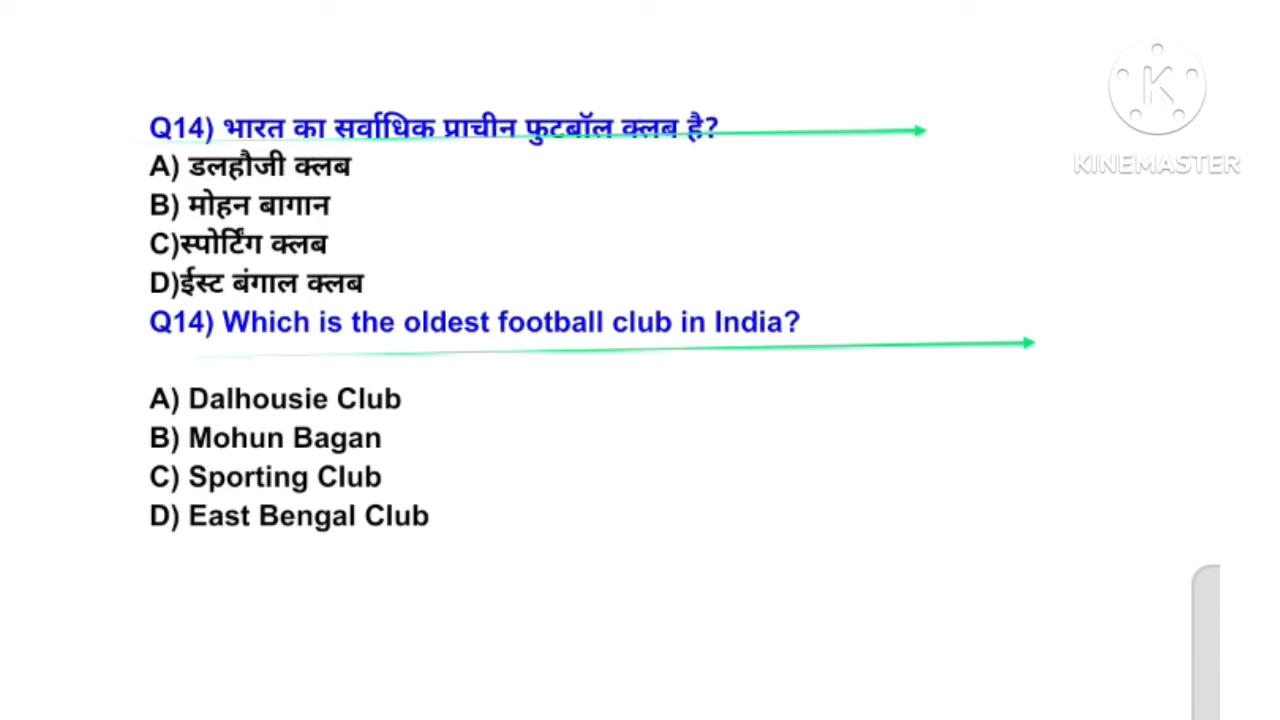 Q14) भारत का सर्वाधिक प्राचीन फुटबॉल क्लब है?
A) डलहौजी क्लब
B) मोहन बागान
C)स्पोर्टिंग क्लब
D)ईस्ट बंगाल क्लब
Q14) Which is the oldest football club in India?
A) Dalhousie Club
B) Mohun Bagan
C) Sporting Club
D) East Bengal Club
K
KINEMASTER